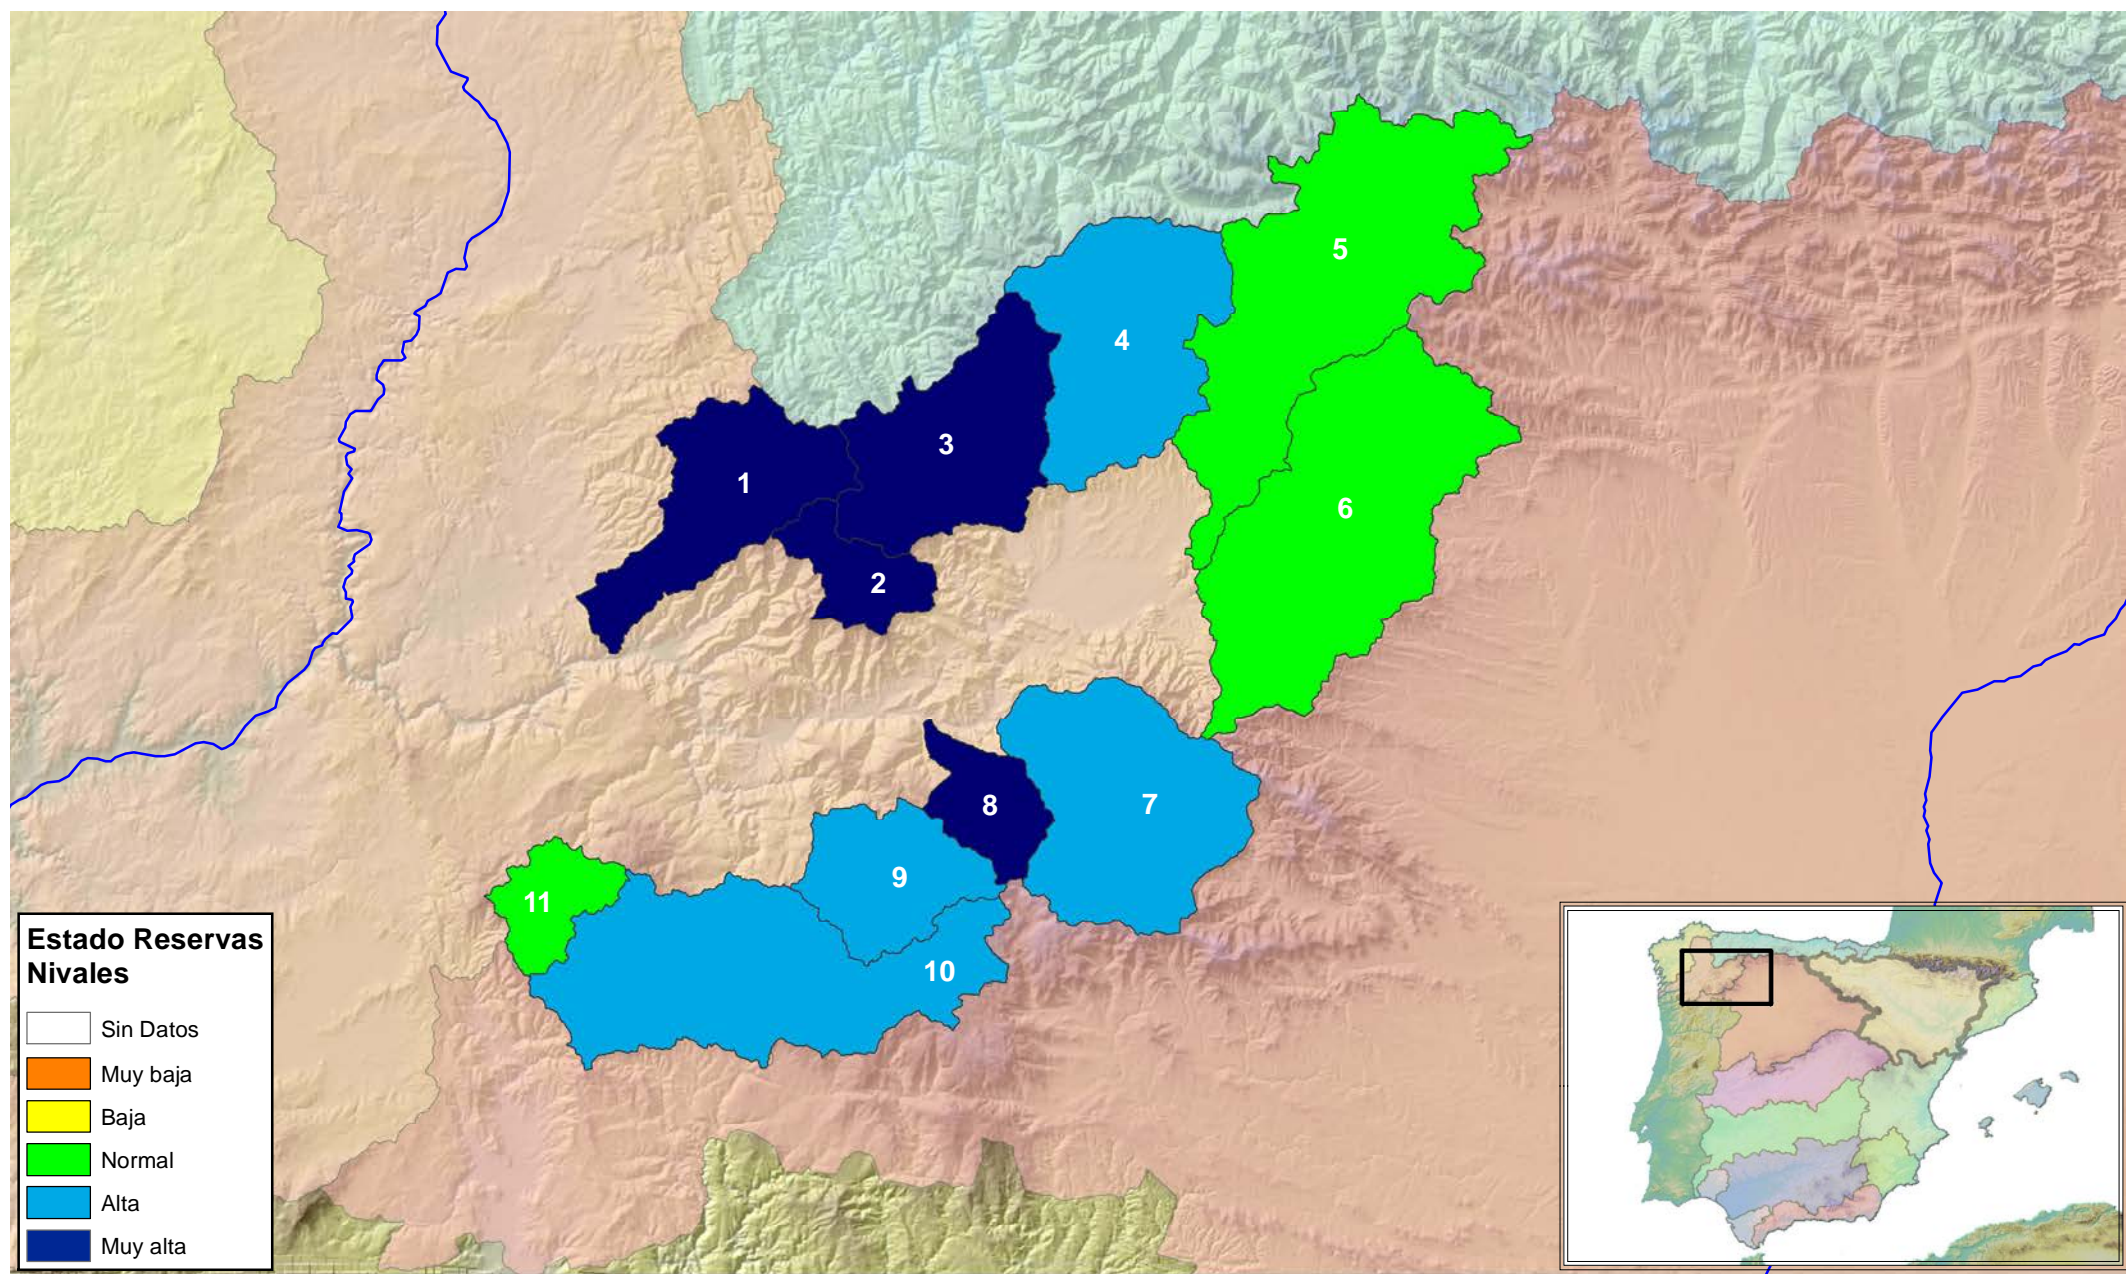 5
4
3
1
6
2
8
7
9
11
10
Estado Reservas
Nivales
Sin Datos
Muy baja
Baja
Normal
Alta
Muy alta